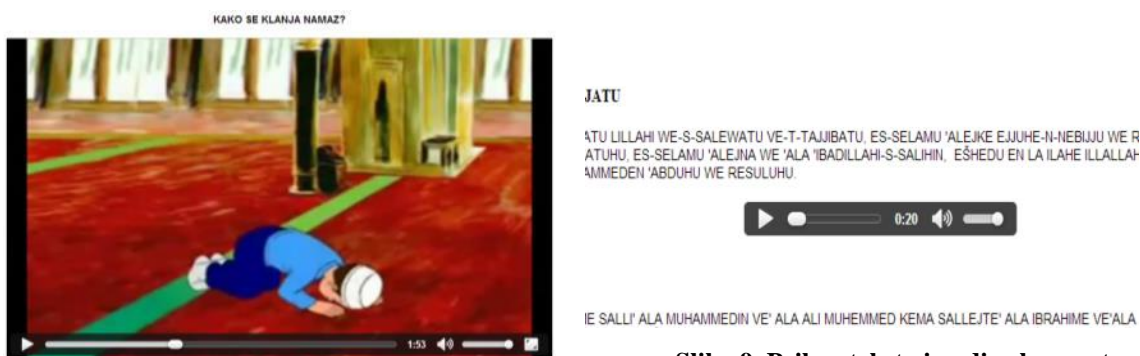 KAKO SE KLANJA NAMAZ?
1:53
JATU
ATU LILLAHI WE-S-SALEWATU VE-T-TAJJIBATU, ES-SELAMU 'ALEJKE EJJUHE-N-NEBIJJU WE R
ATUHU, ES-SELAMU 'ALEJNA WE 'ALA 'IBADILLAHI-S-SALIHIN, EŠHEDU EN LA ILAHE ILLALLAH
AMMEDEN 'ABDUHU WE RESULUHU.
0:20
IE SALLI' ALA MUHAMMEDIN VE' ALA ALI MUHEMMED KEMA SALLEJTE' ALA IBRAHIME VE'ALA